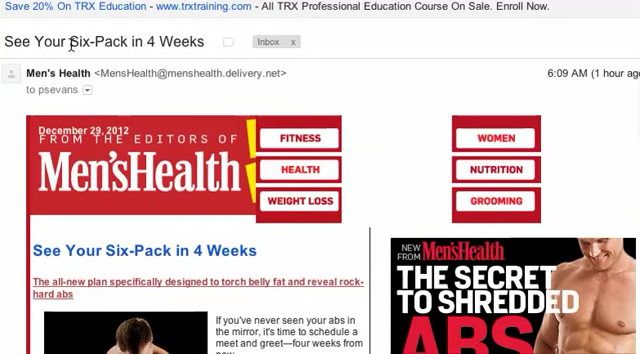 Save 20% On TRX Education - www.trxtraining.com - All TRX Professional Education Course On Sale. Enroll Now.
See Your Six-Pack in 4 Weeks
Inbox x
Men's Health <MensHealth@menshealth.delivery.net>
6:09 AM (1 hour ago
to psevans
December 29, 2012
FROM THE EDITORS OF
Men'sHealth
FITNESS
HEALTH
WEIGHT LOSS
WOMEN
NUTRITION
GROOMING
See Your Six-Pack in 4 Weeks
The all-new plan specifically designed to torch belly fat and reveal rock-
hard abs
If you've never seen your abs in
the mirror, it's time to schedule a
meet and greet—four weeks from
now.
NEW
FROM Men'sHealth
THE SECRET
TO SHREDDED
ABS